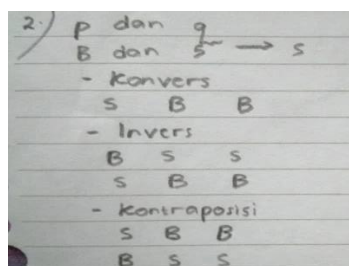 2. p dan q
B dan S → S
- Konvers
S B B
- Invers
B S S
S B B
- Kontraposisi
S B B
B S S